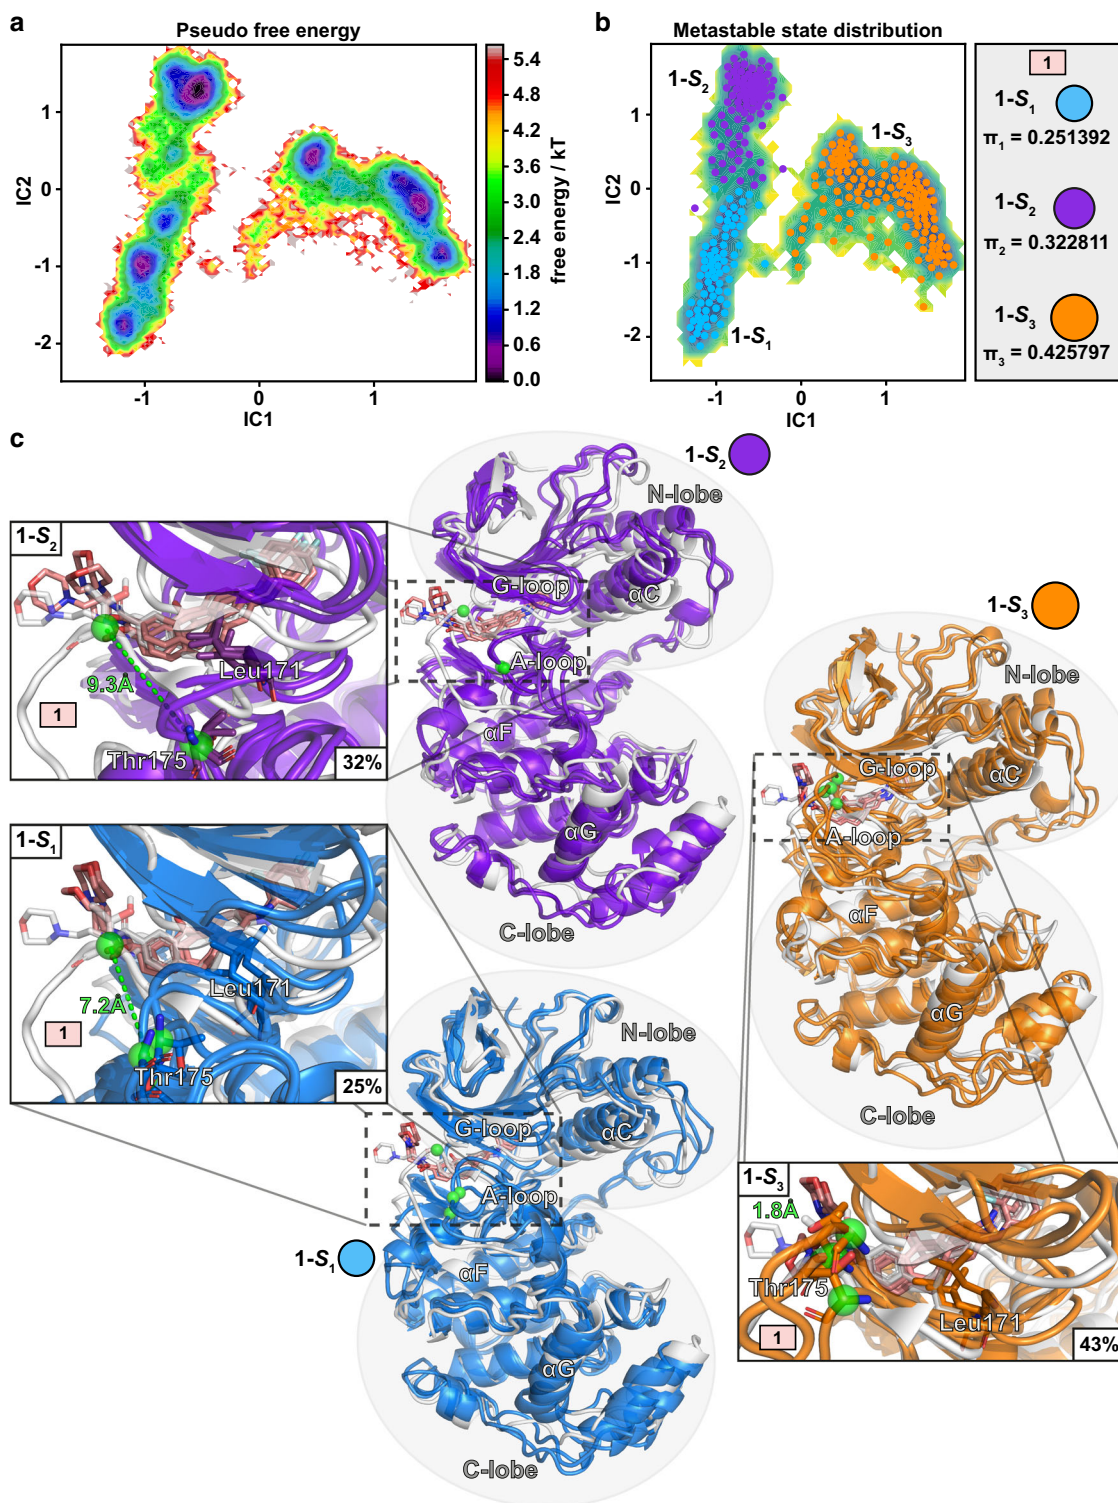 a
Pseudo free energy
IC2
1
0
-1
-2
-1
0
1
IC1
5.4
4.8
4.2
3.6
3.0
2.4
1.8
1.2
0.6
0.0
free energy / kT
b
Metastable state distribution
IC2
1
0
-1
-2
-1
0
1
IC1
1-S₂
1-S₃
1-S₁
1
1-S₁
π₁ = 0.251392
1-S₂
π₂ = 0.322811
1-S₃
π₃ = 0.425797
c
1-S₂
N-lobe
G-loop
αC
A-loop
αF
αG
C-lobe
1-S₂
Leu171
9.3Å
1
Thr175
32%
1-S₁
Leu171
7.2Å
1
Thr175
25%
N-lobe
G-loop
αC
A-loop
1-S₁
αF
αG
C-lobe
1-S₃
N-lobe
G-loop
αC
A-loop
αF
αG
C-lobe
1-S₃
1.8Å
Thr175
Leu171
1
43%